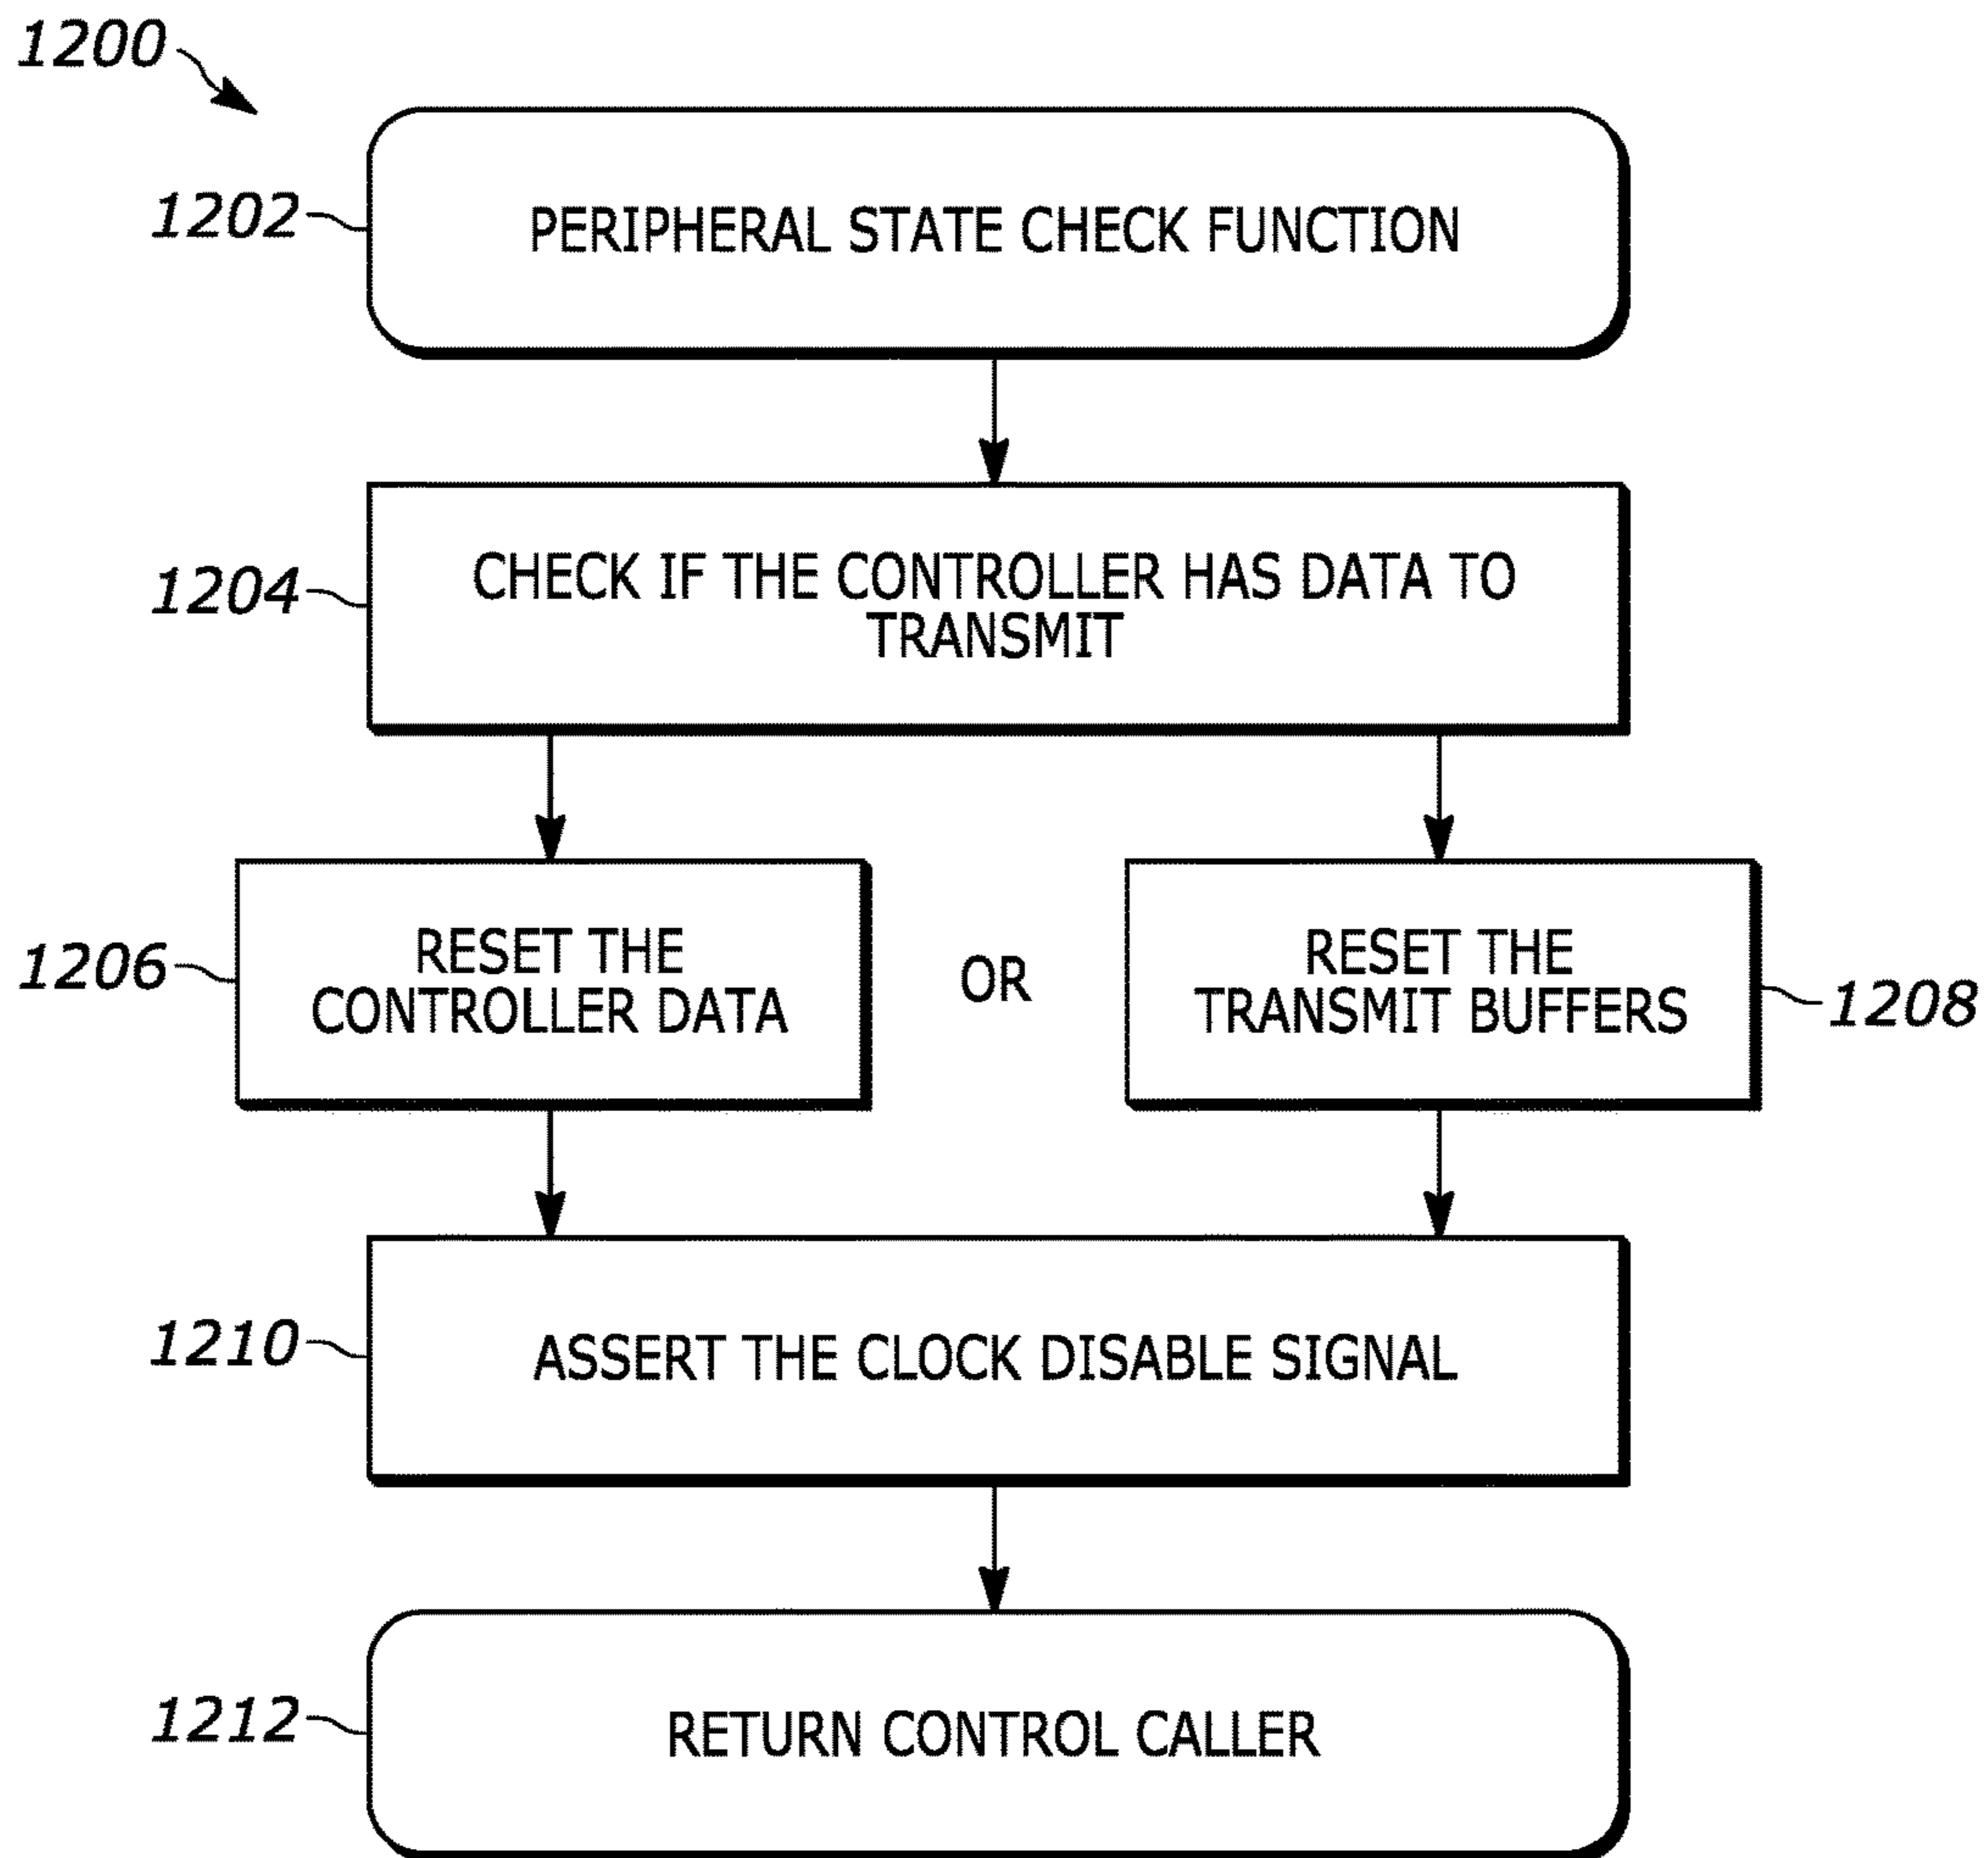 1200
1202
PERIPHERAL STATE CHECK FUNCTION
1204
CHECK IF THE CONTROLLER HAS DATA TO
TRANSMIT
1206
RESET THE
CONTROLLER DATA
OR
RESET THE
TRANSMIT BUFFERS
1208
1210
ASSERT THE CLOCK DISABLE SIGNAL
1212
RETURN CONTROL CALLER